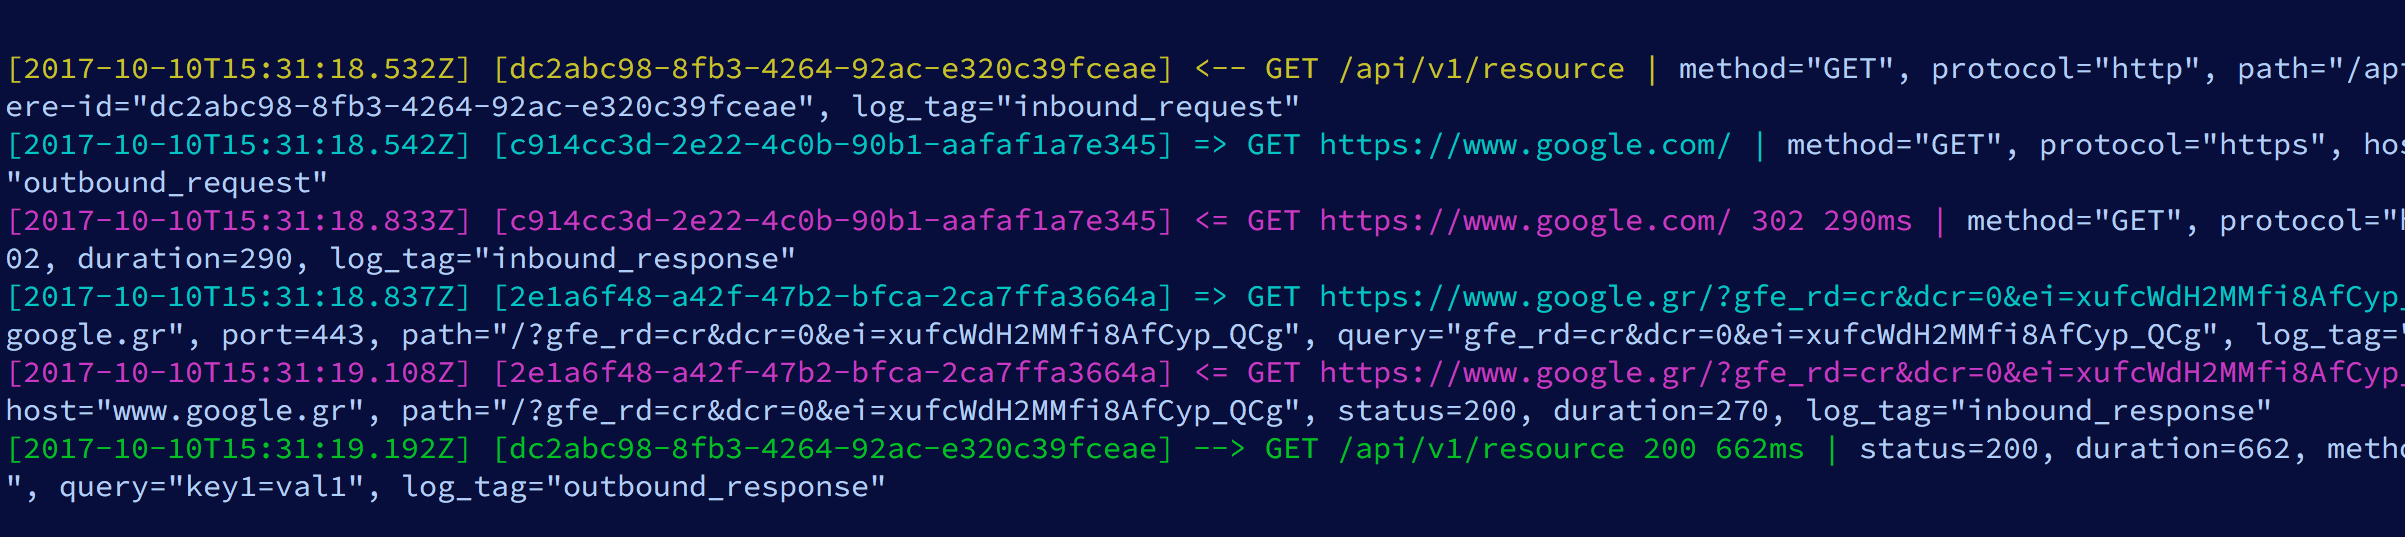 [2017-10-10T15:31:18.532Z] [dc2abc98-8fb3-4264-92ac-e320c39fceae] <-- GET /api/v1/resource | method="GET", protocol="http", path="/api
ere-id="dc2abc98-8fb3-4264-92ac-e320c39fceae", log_tag="inbound_request"
[2017-10-10T15:31:18.542Z] [c914cc3d-2e22-4c0b-90b1-aafaf1a7e345] => GET https://www.google.com/ | method="GET", protocol="https", hos
"outbound_request"
[2017-10-10T15:31:18.833Z] [c914cc3d-2e22-4c0b-90b1-aafaf1a7e345] <= GET https://www.google.com/ 302 290ms | method="GET", protocol="h
02, duration=290, log_tag="inbound_response"
[2017-10-10T15:31:18.837Z] [2e1a6f48-a42f-47b2-bfca-2ca7ffa3664a] => GET https://www.google.gr/?gfe_rd=cr&dcr=0&ei=xufcWdH2MMfi8AfCyp_
google.gr", port=443, path="/?gfe_rd=cr&dcr=0&ei=xufcWdH2MMfi8AfCyp_QCg", query="gfe_rd=cr&dcr=0&ei=xufcWdH2MMfi8AfCyp_QCg", log_tag="
[2017-10-10T15:31:19.108Z] [2e1a6f48-a42f-47b2-bfca-2ca7ffa3664a] <= GET https://www.google.gr/?gfe_rd=cr&dcr=0&ei=xufcWdH2MMfi8AfCyp_
host="www.google.gr", path="/?gfe_rd=cr&dcr=0&ei=xufcWdH2MMfi8AfCyp_QCg", status=200, duration=270, log_tag="inbound_response"
[2017-10-10T15:31:19.192Z] [dc2abc98-8fb3-4264-92ac-e320c39fceae] --> GET /api/v1/resource 200 662ms | status=200, duration=662, metho
", query="key1=val1", log_tag="outbound_response"